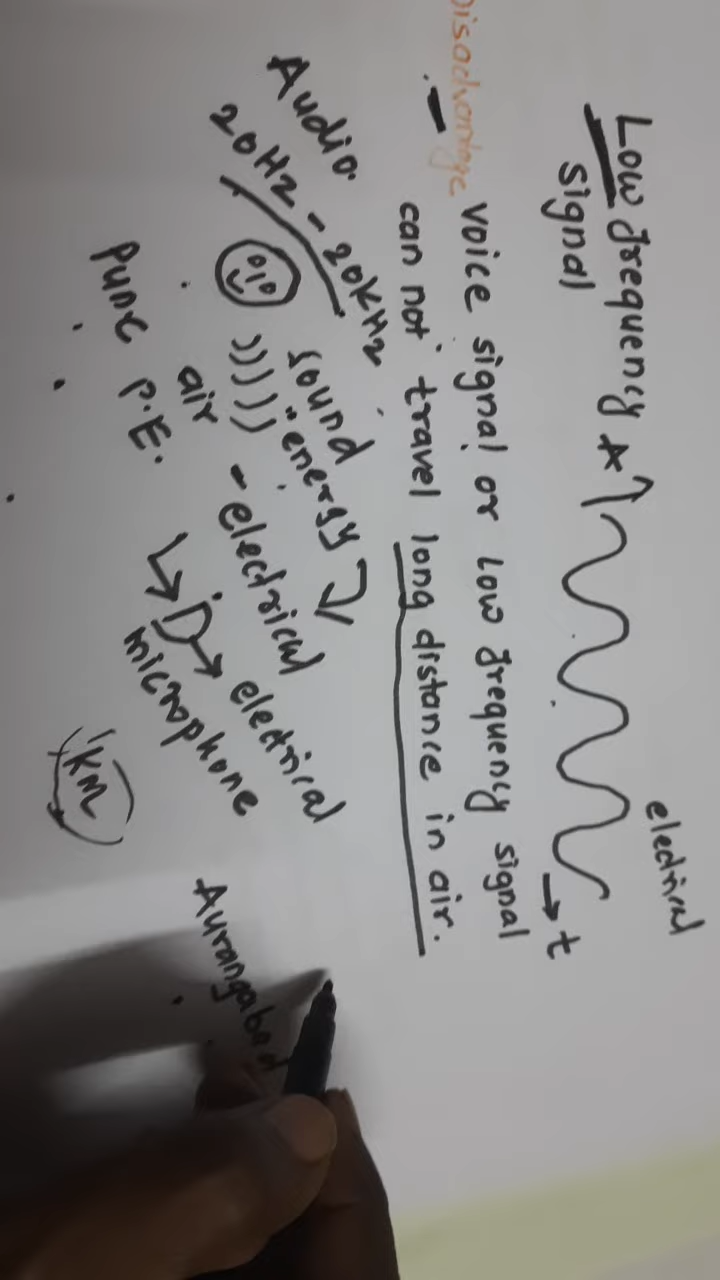 Low frequency
signal
A
t
electrical
Disadvantage
voice signal or low frequency signal
can not travel long distance in air.
Audio
20Hz - 20KHz
sound
energy
air - electrical
Pune P.E.
electrical
microphone
1KM
Aurangabad